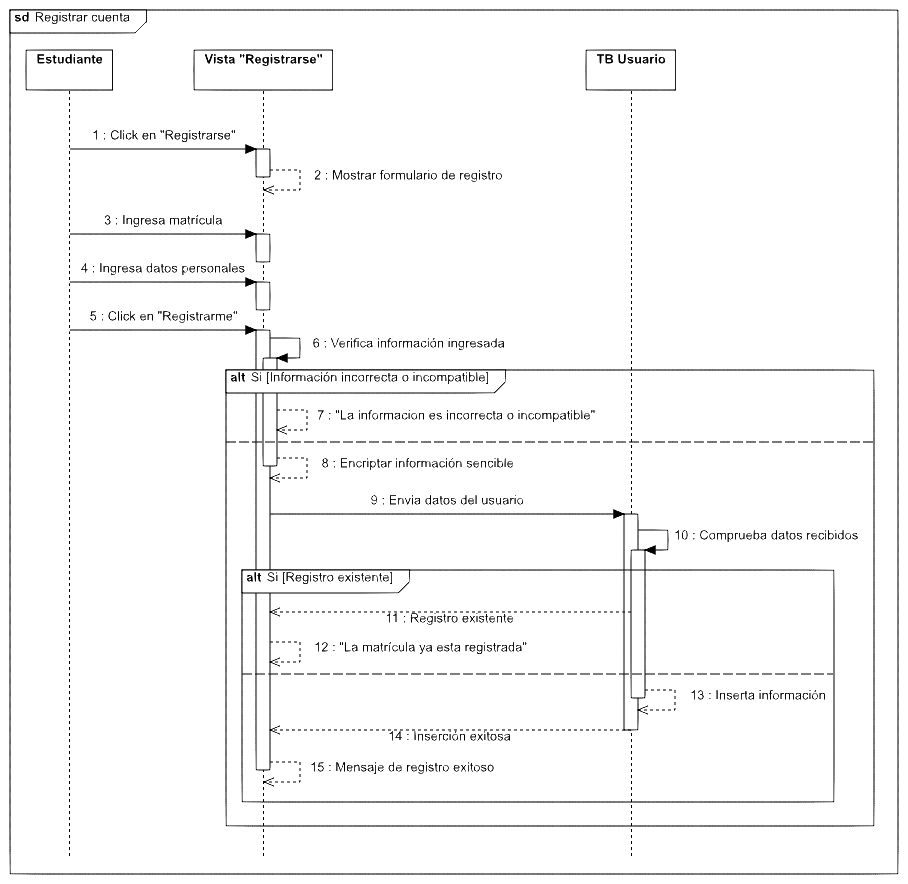 sd Registrar cuenta
Estudiante
Vista "Registrarse"
TB Usuario
1 : Click en "Registrarse"
2 : Mostrar formulario de registro
3 : Ingresa matrícula
4 : Ingresa datos personales
5 : Click en "Registrarme"
6 : Verifica información ingresada
alt Si [Información incorrecta o incompatible]
7 : "La informacion es incorrecta o incompatible"
8 : Encriptar información sencible
9 : Envia datos del usuario
10 : Comprueba datos recibidos
alt Si [Registro existente]
11 : Registro existente
12 : "La matrícula ya esta registrada"
13 : Inserta información
14 : Inserción exitosa
15 : Mensaje de registro exitoso